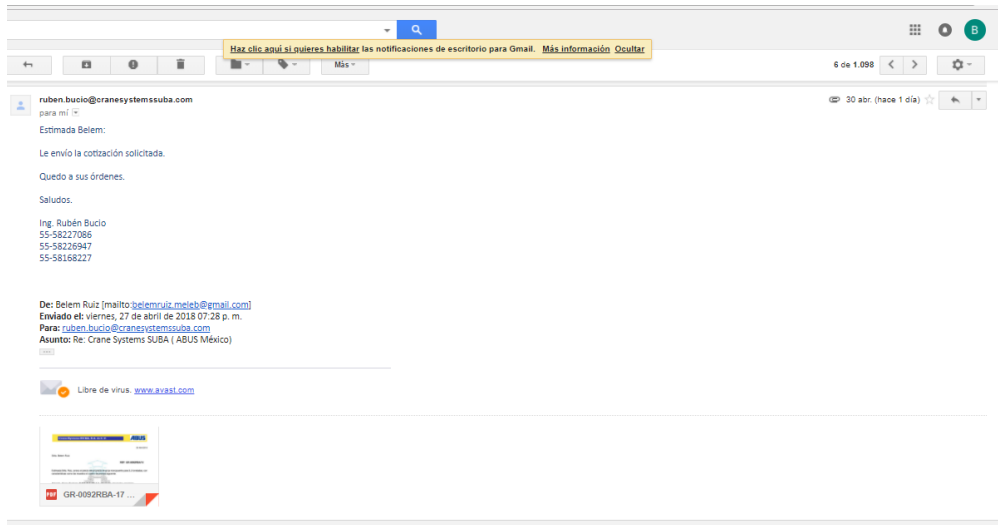 Haz clic aquí si quieres habilitar las notificaciones de escritorio para Gmail. Más información Ocultar
Más
6 de 1.098
B
ruben.bucio@cranesystemssuba.com
30 abr. (hace 1 día)
para mí
Estimada Belem:
Le envío la cotización solicitada.
Quedo a sus órdenes.
Saludos.
Ing. Rubén Bucio
55-58227086
55-58226947
55-58168227
De: Belem Ruiz [mailto:belemruiz.meleb@gmail.com]
Enviado el: viernes, 27 de abril de 2018 07:28 p. m.
Para: ruben.bucio@cranesystemssuba.com
Asunto: Re: Crane Systems SUBA ( ABUS México)
Libre de virus. www.avast.com
ABUS
PDF GR-0092RBA-17 ...